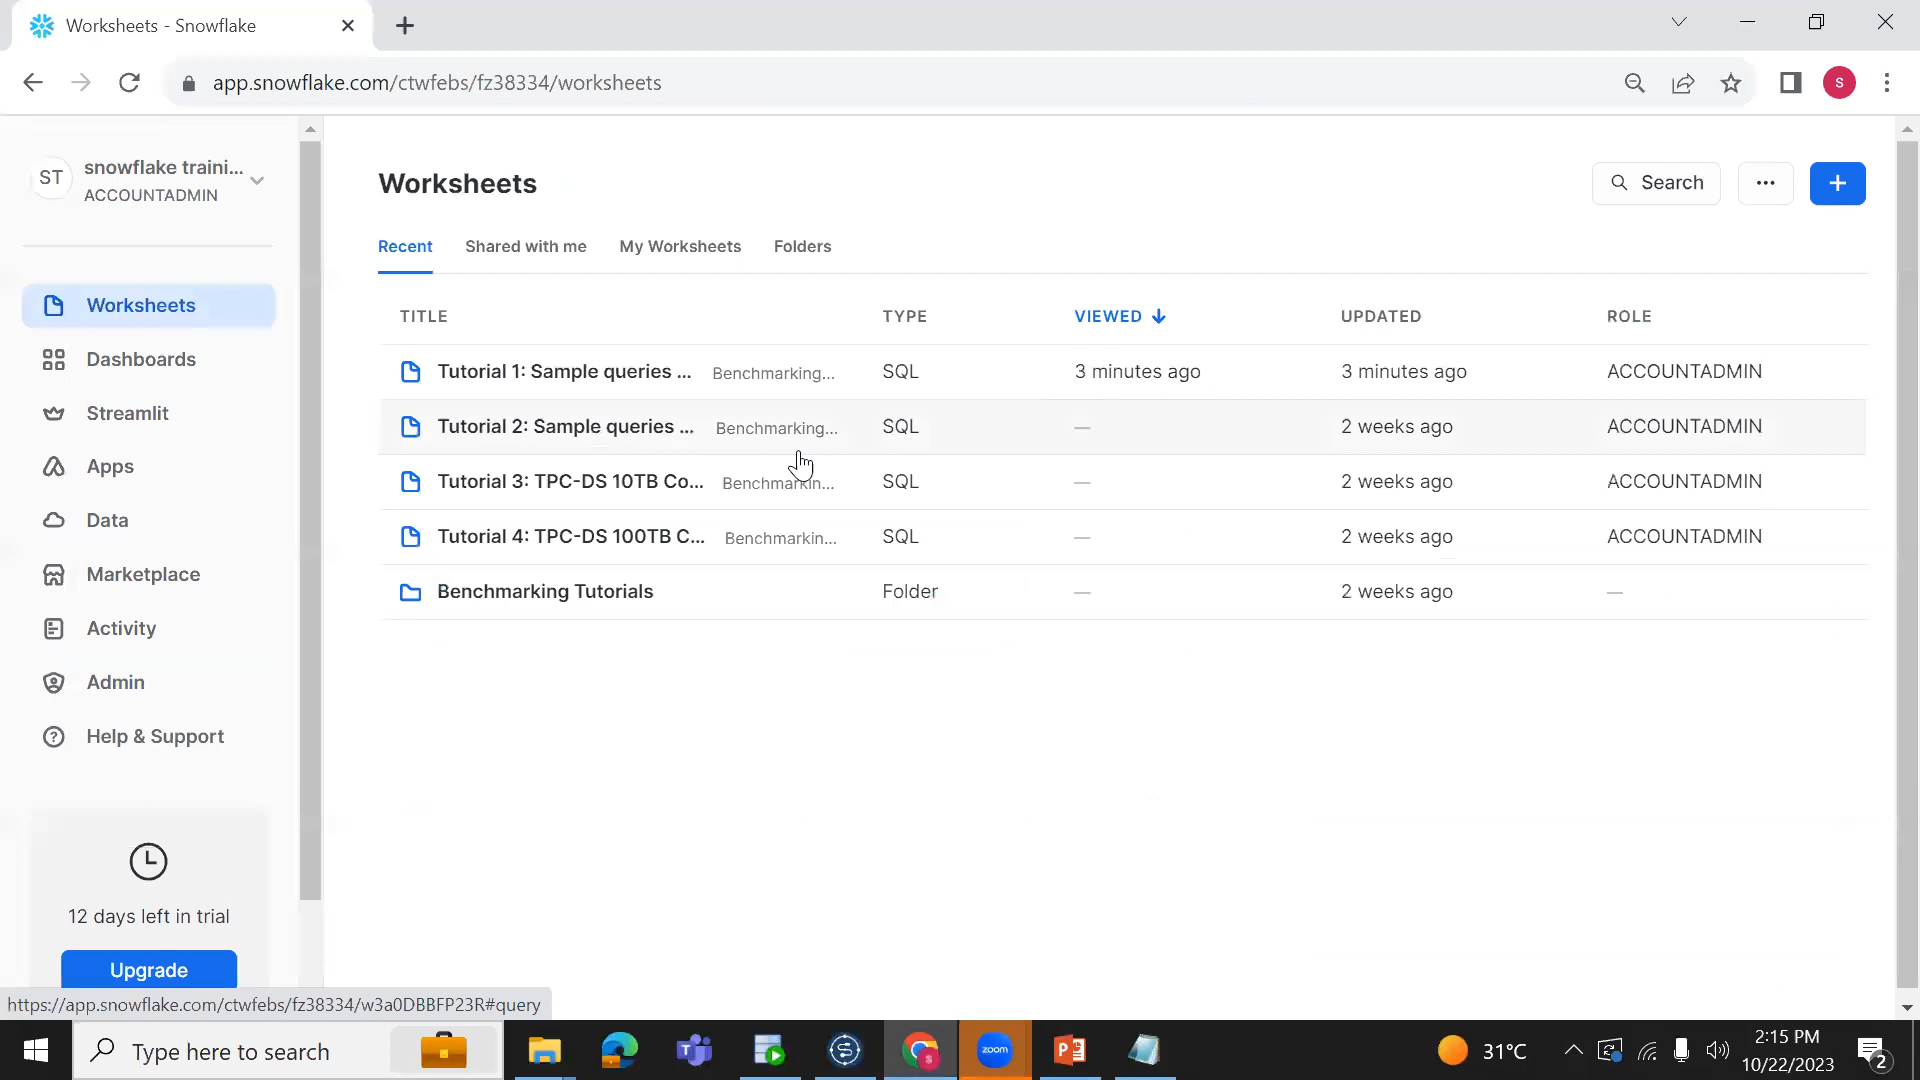 Worksheets - Snowflake
app.snowflake.com/ctwfebs/fz38334/worksheets
S
ST
snowflake traini...
ACCOUNTADMIN
Worksheets
Dashboards
Streamlit
Apps
Data
Marketplace
Activity
Admin
Help & Support
12 days left in trial
Upgrade
https://app.snowflake.com/ctwfebs/fz38334/w3a0DBBFP23R#query
Worksheets
Search
Recent Shared with me My Worksheets Folders
TITLE TYPE VIEWED UPDATED ROLE
Tutorial 1: Sample queries ... Benchmarking... SQL 3 minutes ago 3 minutes ago ACCOUNTADMIN
Tutorial 2: Sample queries ... Benchmarking... SQL — 2 weeks ago ACCOUNTADMIN
Tutorial 3: TPC-DS 10TB Co... Benchmarkin... SQL — 2 weeks ago ACCOUNTADMIN
Tutorial 4: TPC-DS 100TB C... Benchmarkin... SQL — 2 weeks ago ACCOUNTADMIN
Benchmarking Tutorials Folder — 2 weeks ago —
Type here to search
zoom
31°C
2:15 PM
10/22/2023
2